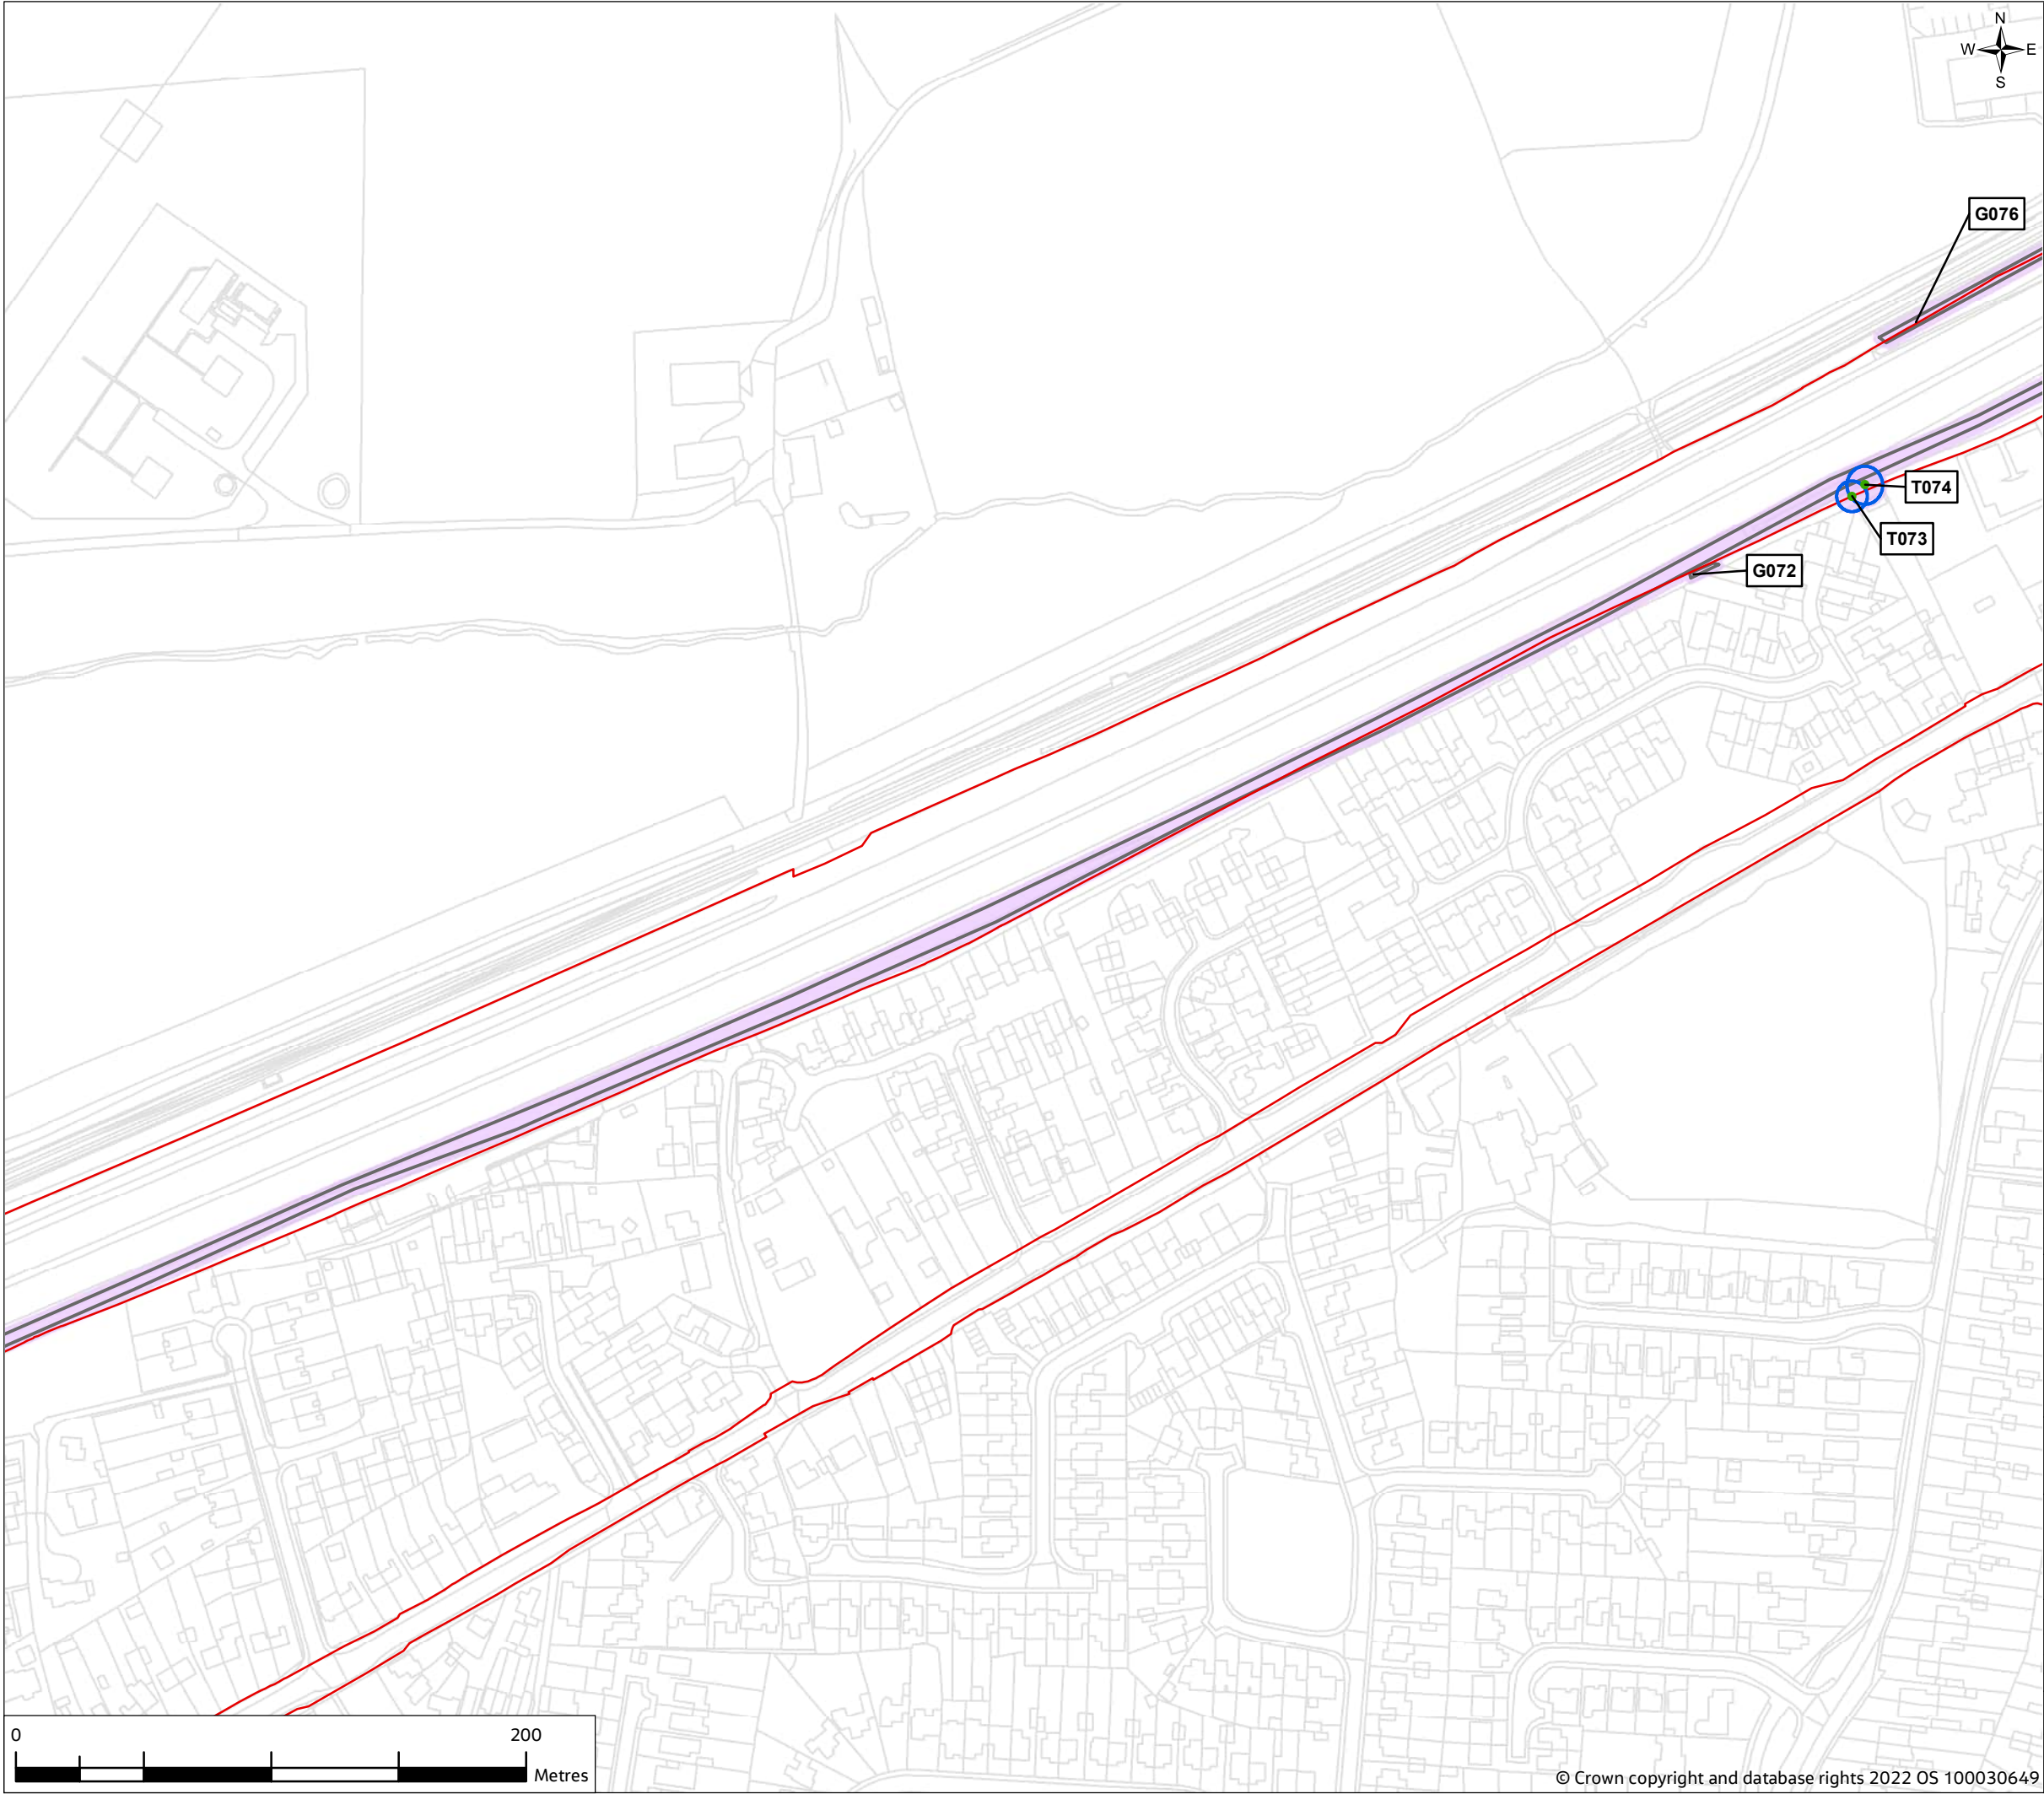 N
W E
S
G076
T074
T073
G072
0 200
Metres
© Crown copyright and database rights 2022 OS 100030649